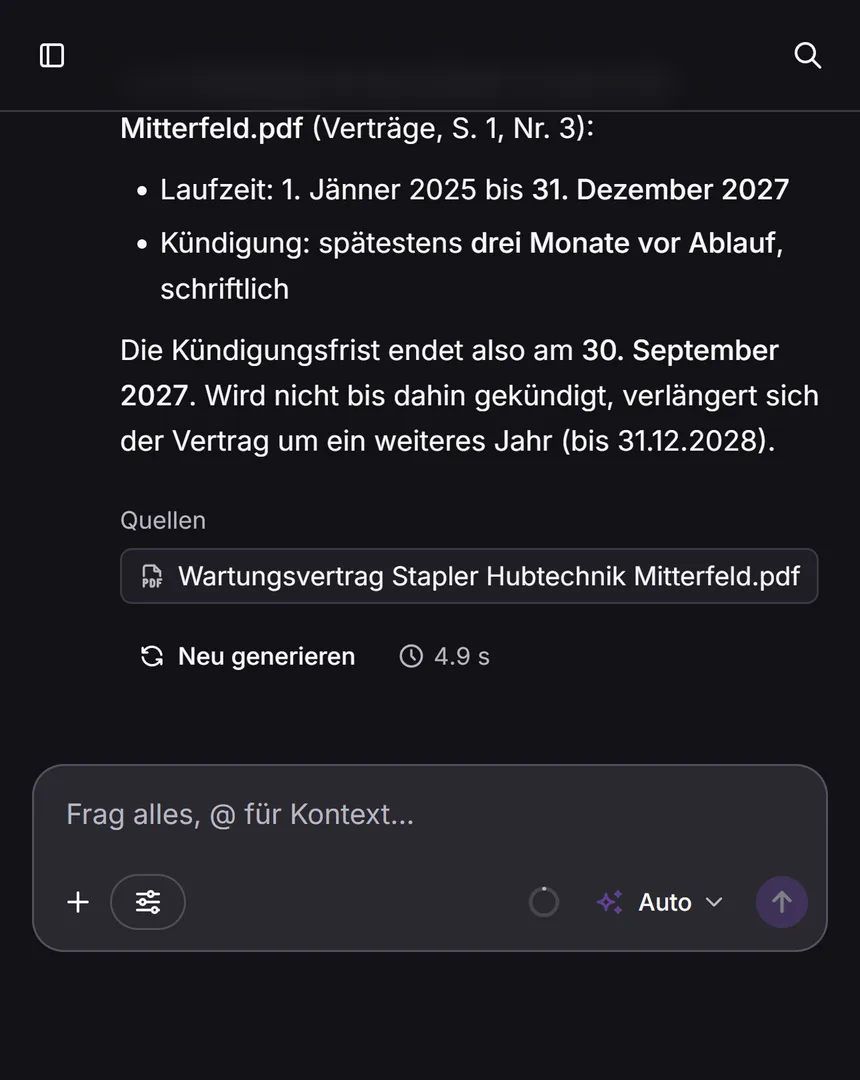 Mitterfeld.pdf (Verträge, S. 1, Nr. 3):
• Laufzeit: 1. Jänner 2025 bis 31. Dezember 2027
• Kündigung: spätestens drei Monate vor Ablauf,
schriftlich
Die Kündigungsfrist endet also am 30. September
2027. Wird nicht bis dahin gekündigt, verlängert sich
der Vertrag um ein weiteres Jahr (bis 31.12.2028).
Quellen
PDF Wartungsvertrag Stapler Hubtechnik Mitterfeld.pdf
Neu generieren 4.9 s
Frag alles, @ für Kontext...
Auto